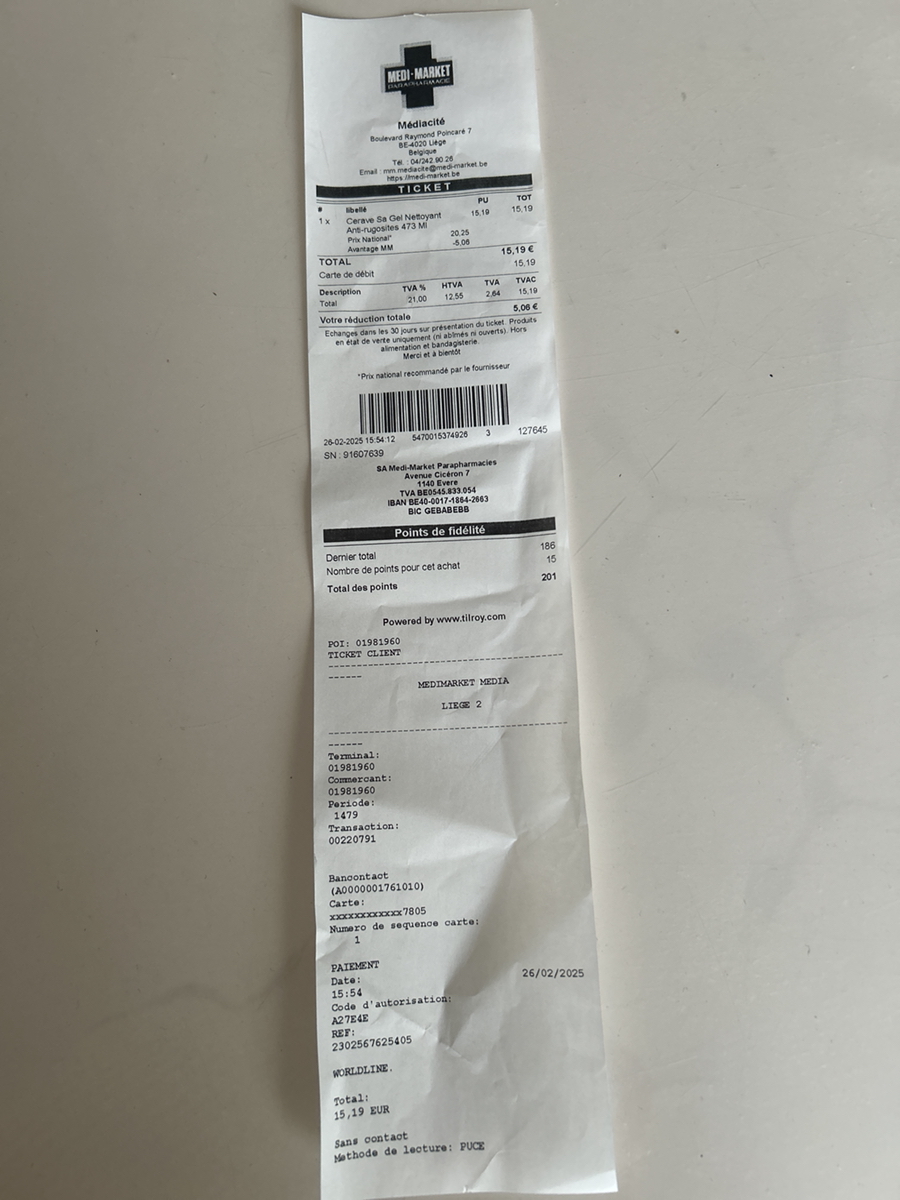 MEDI-MARKET
PARAPHARMACIE
Médiacité
Boulevard Raymond Poincaré 7
BE-4020 Liège
Belgique
Tél. : 04/242.90.26
Email : mm.mediacite@medi-market.be
https://medi-market.be
TICKET
# libellé PU TOT
1 x Cerave Sa Gel Nettoyant 15,19 15,19
Anti-rugosites 473 Ml
Prix National* 20.25
Avantage MM -5,06
TOTAL 15,19 €
Carte de débit 15,19
Description TVA % HTVA TVA TVAC
Total 21,00 12,55 2,64 15,19
Votre réduction totale 5,06 €
Echanges dans les 30 jours sur présentation du ticket. Produits
en état de vente uniquement (ni abîmés ni ouverts). Hors
alimentation et bandagisterie.
Merci et à bientôt
*Prix national recommandé par le fournisseur
26-02-2025 15:54:12 5470015374926 3 127645
SN : 91607639
SA Medi-Market Parapharmacies
Avenue Cicéron 7
1140 Evere
TVA BE0545.833.054
IBAN BE40-0017-1864-2663
BIC GEBABEBB
Points de fidélité
Dernier total 186
Nombre de points pour cet achat 15
Total des points 201
Powered by www.tilroy.com
POI: 01981960
TICKET CLIENT
------------------------------------
------
MEDIMARKET MEDIA
LIEGE 2
------------------------------------
------
Terminal:
01981960
Commercant:
01981960
Periode:
1479
Transaction:
00220791
Bancontact
(A0000001761010)
Carte:
xxxxxxxxxxxx7805
Numero de sequence carte:
1
PAIEMENT
Date: 26/02/2025
15:54
Code d'autorisation:
A27E4E
REF:
2302567625405
WORLDLINE.
Total:
15,19 EUR
Sans contact
Methode de lecture: PUCE